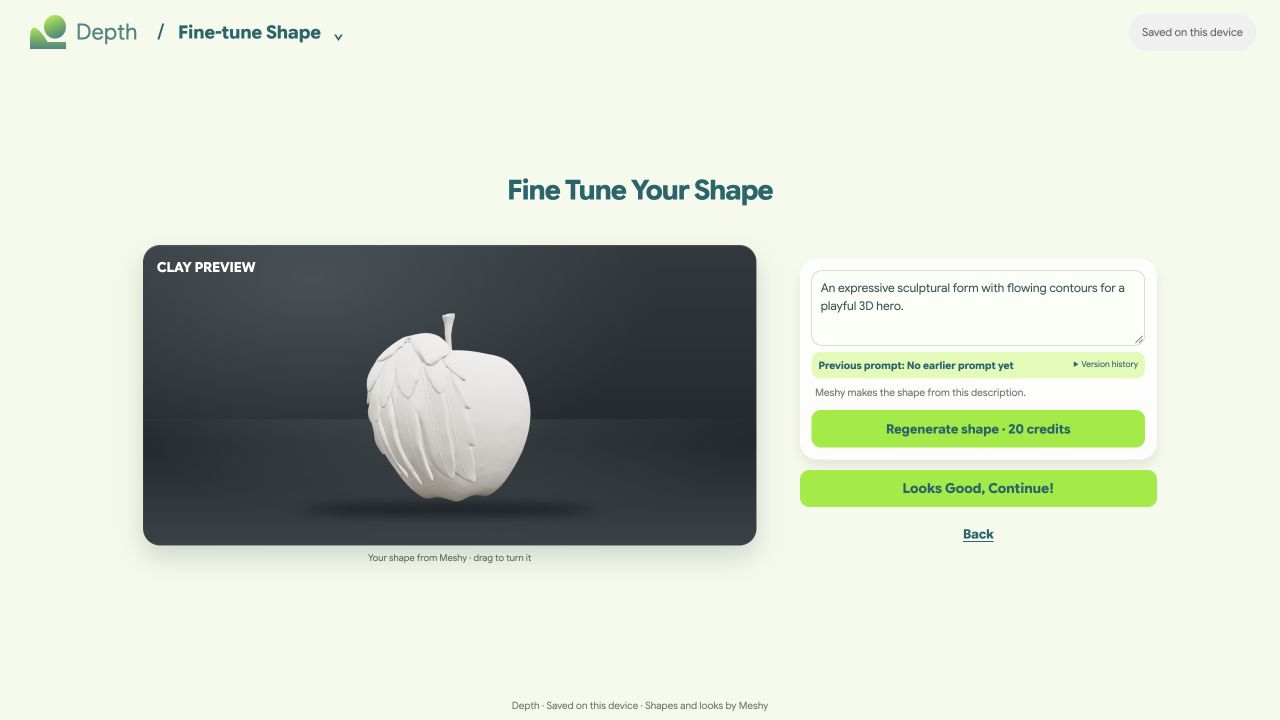 Depth / Fine-tune Shape
Saved on this device
Fine Tune Your Shape
CLAY PREVIEW
Your shape from Meshy · drag to turn it
An expressive sculptural form with flowing contours for a
playful 3D hero.
Previous prompt: No earlier prompt yet
Version history
Meshy makes the shape from this description.
Regenerate shape · 20 credits
Looks Good, Continue!
Back
Depth · Saved on this device · Shapes and looks by Meshy